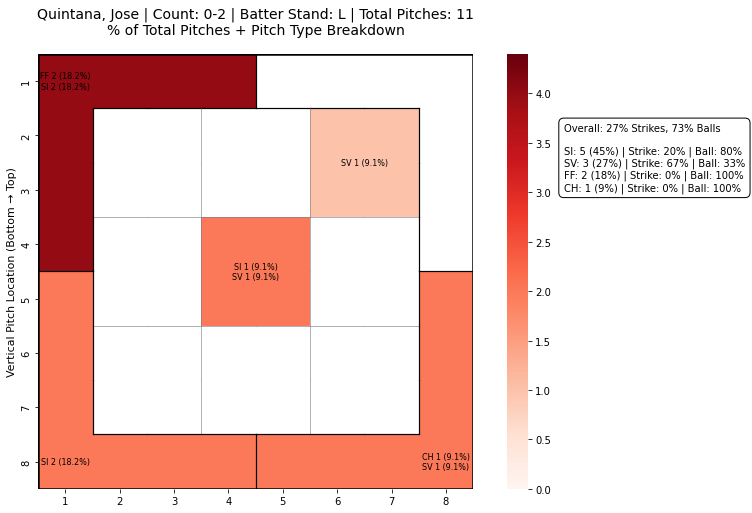 Quintana, Jose | Count: 0-2 | Batter Stand: L | Total Pitches: 11
% of Total Pitches + Pitch Type Breakdown
Vertical Pitch Location (Bottom → Top)
1
2
3
4
5
6
7
8
FF 2 (18.2%)
SI 2 (18.2%)
SV 1 (9.1%)
SI 1 (9.1%)
SV 1 (9.1%)
SI 2 (18.2%)
CH 1 (9.1%)
SV 1 (9.1%)
1
2
3
4
5
6
7
8
4.0
3.5
3.0
2.5
2.0
1.5
1.0
0.5
0.0
Overall: 27% Strikes, 73% Balls
SI: 5 (45%) | Strike: 20% | Ball: 80%
SV: 3 (27%) | Strike: 67% | Ball: 33%
FF: 2 (18%) | Strike: 0% | Ball: 100%
CH: 1 (9%) | Strike: 0% | Ball: 100%